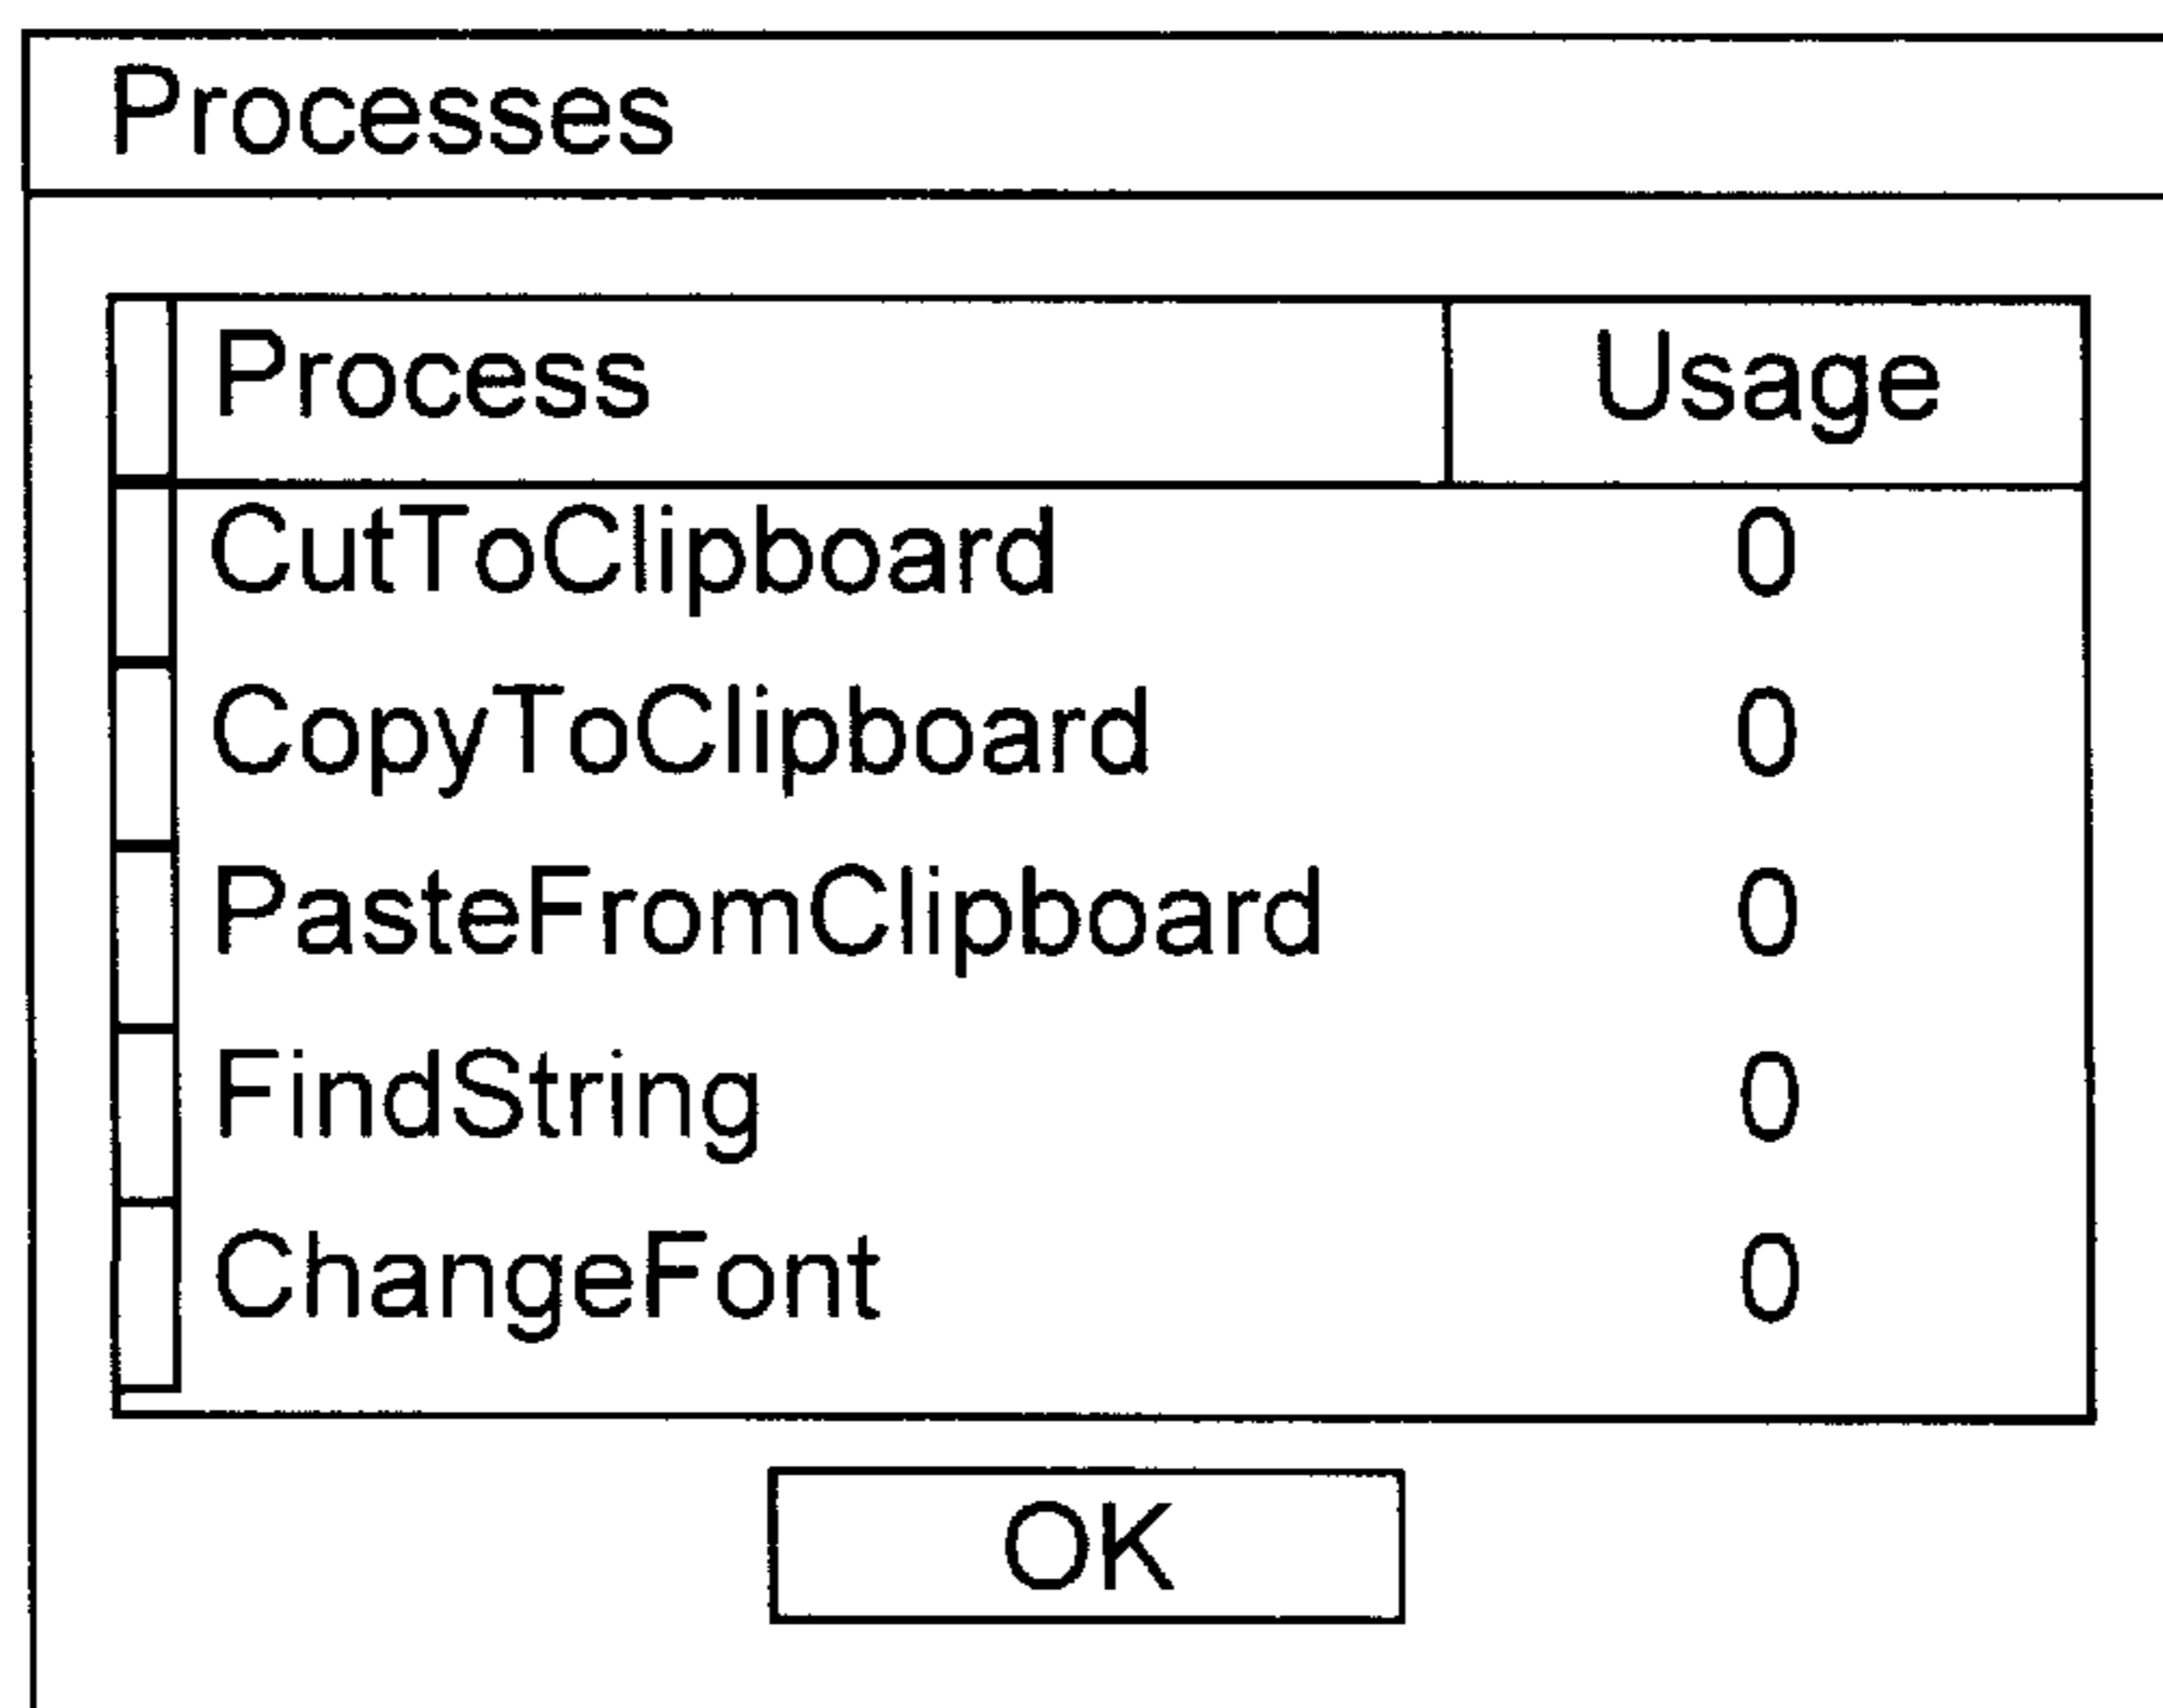 Processes
Process Usage
CutToClipboard 0
CopyToClipboard 0
PasteFromClipboard 0
FindString 0
ChangeFont 0
OK